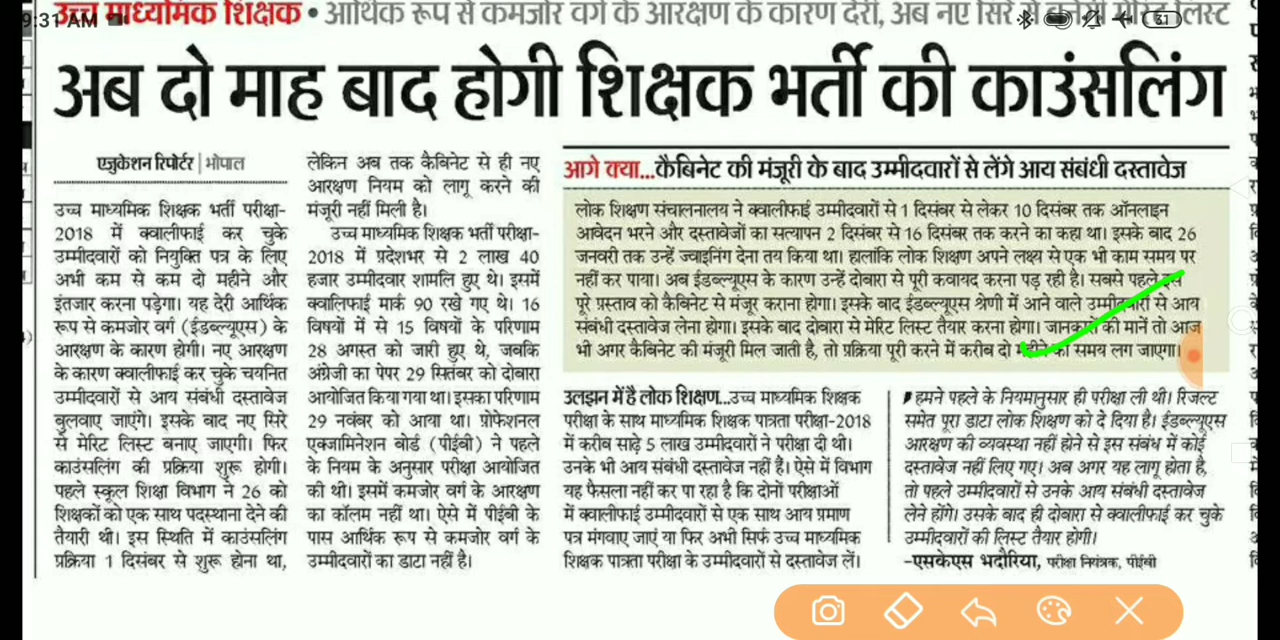 9:31 AM
31
उच्च माध्यमिक शिक्षक • आर्थिक रूप से कमजोर वर्ग के आरक्षण के कारण देरी, अब नए सिरे से लिस्ट
अब दो माह बाद होगी शिक्षक भर्ती की काउंसलिंग
एजुकेशन रिपोर्टर | भोपाल
उच्च माध्यमिक शिक्षक भर्ती परीक्षा-
2018 में क्वालीफाई कर चुके
उम्मीदवारों को नियुक्ति पत्र के लिए
अभी कम से कम दो महीने और
इंतजार करना पड़ेगा। यह देरी आर्थिक
रूप से कमजोर वर्ग (ईडब्ल्यूएस) के
आरक्षण के कारण होगी। नए आरक्षण
के कारण क्वालीफाई कर चुके चयनित
उम्मीदवारों से आय संबंधी दस्तावेज
बुलवाए जाएंगे। इसके बाद नए सिरे
से मेरिट लिस्ट बनाए जाएगी। फिर
काउंसलिंग की प्रक्रिया शुरू होगी।
पहले स्कूल शिक्षा विभाग ने 26 को
शिक्षकों को एक साथ पदस्थाना देने की
तैयारी थी। इस स्थिति में काउंसलिंग
प्रक्रिया 1 दिसंबर से शुरू होना था,
लेकिन अब तक कैबिनेट से ही नए
आरक्षण नियम को लागू करने की
मंजूरी नहीं मिली है।
उच्च माध्यमिक शिक्षक भर्ती परीक्षा-
2018 में प्रदेशभर से 2 लाख 40
हजार उम्मीदवार शामलि हुए थे। इसमें
क्वालिफाई मार्क 90 रखे गए थे। 16
विषयों में से 15 विषयों के परिणाम
28 अगस्त को जारी हुए थे, जबकि
अंग्रेजी का पेपर 29 सितंबर को दोवारा
आयोजित किया गया था। इसका परिणाम
29 नवंबर को आया था। प्रोफेशनल
एक्जामिनेशन बोर्ड (पीईबी) ने पहले
के नियम के अनुसार परीक्षा आयोजित
की थी। इसमें कमजोर वर्ग के आरक्षण
का कॉलम नहीं था। ऐसे में पीईबी के
पास आर्थिक रूप से कमजोर वर्ग के
उम्मीदवारों का डाटा नहीं है।
आगे क्या...कैबिनेट की मंजूरी के बाद उम्मीदवारों से लेंगे आय संबंधी दस्तावेज
लोक शिक्षण संचालनालय ने क्वालीफाई उम्मीदवारों से 1 दिसंबर से लेकर 10 दिसंबर तक ऑनलाइन
आवेदन भरने और दस्तावेजों का सत्यापन 2 दिसंबर से 16 दिसंबर तक करने का कहा था। इसके बाद 26
जनवरी तक उन्हें ज्वाइनिंग देना तय किया था। हालांकि लोक शिक्षण अपने लक्ष्य से एक भी काम समय पर
नहीं कर पाया। अब ईडब्ल्यूएस के कारण उन्हें दोबारा से पूरी कवायद करना पड़ रही है। सबसे पहले इस
पूरे प्रस्ताव को कैबिनेट से मंजूर कराना होगा। इसके बाद ईडब्ल्यूएस श्रेणी में आने वाले उम्मीदवारों से आय
संबंधी दस्तावेज लेना होगा। इसके बाद दोबारा से मेरिट लिस्ट तैयार करना होगा। जानकारों की मानें तो आज
भी अगर कैबिनेट की मंजूरी मिल जाती है, तो प्रक्रिया पूरी करने में करीब दो महीने का समय लग जाएगा।
उलझन में है लोक शिक्षण...उच्च माध्यमिक शिक्षक
परीक्षा के साथ माध्यमिक शिक्षक पात्रता परीक्षा-2018
में करीब साढ़े 5 लाख उम्मीदवारों ने परीक्षा दी थी।
उनके भी आय संबंधी दस्तावेज नहीं है। ऐसे में विभाग
यह फैसला नहीं कर पा रहा है कि दोनों परीक्षाओं
में क्वालीफाई उम्मीदवारों से एक साथ आय प्रमाण
पत्र मंगवाए जाएं या फिर अभी सिर्फ उच्च माध्यमिक
शिक्षक पात्रता परीक्षा के उम्मीदवारों से दस्तावेज लें।
हमने पहले के नियमानुसार ही परीक्षा ली थी। रिजल्ट
समेत पूरा डाटा लोक शिक्षण को दे दिया है। ईडब्ल्यूएस
आरक्षण की व्यवस्था नहीं होने से इस संबंध में कोई
दस्तावेज नहीं लिए गए। अब अगर यह लागू होता है,
तो पहले उम्मीदवारों से उनके आय संबंधी दस्तावेज
लेने होंगे। उसके बाद ही दोबारा से क्वालीफाई कर चुके
उम्मीदवारों की लिस्ट तैयार होगी।
-एसकेएस भदौरिया, परीक्षा नियंत्रक, पीईबी